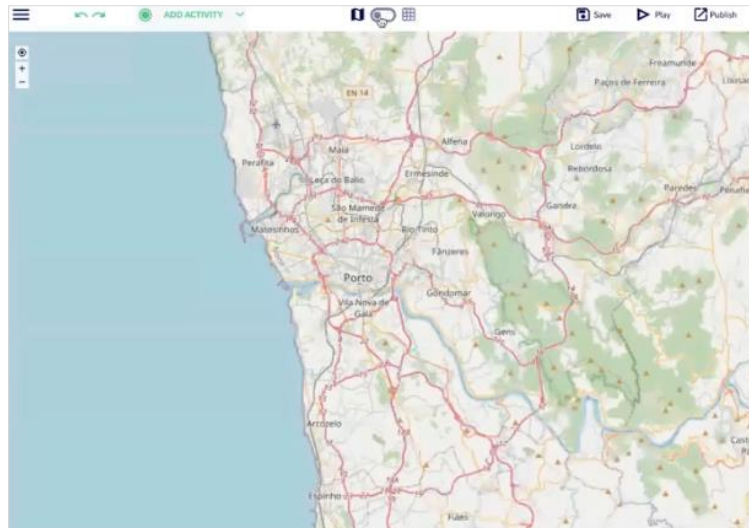 ADD ACTIVITY
Save
Play
Publish
+
−
Freamunde
Paços de Ferreira
EN 14
Maia
Alfena
Lordelo
Perafita
Leça do Balio
Ermesinde
Rebordosa
Paredes
São Mamede
de Infesta
Valongo
Gandra
Matosinhos
Rio Tinto
Fânzeres
Porto
Gondomar
Vila Nova de
Gaia
Gens
Arcozelo
Espinho